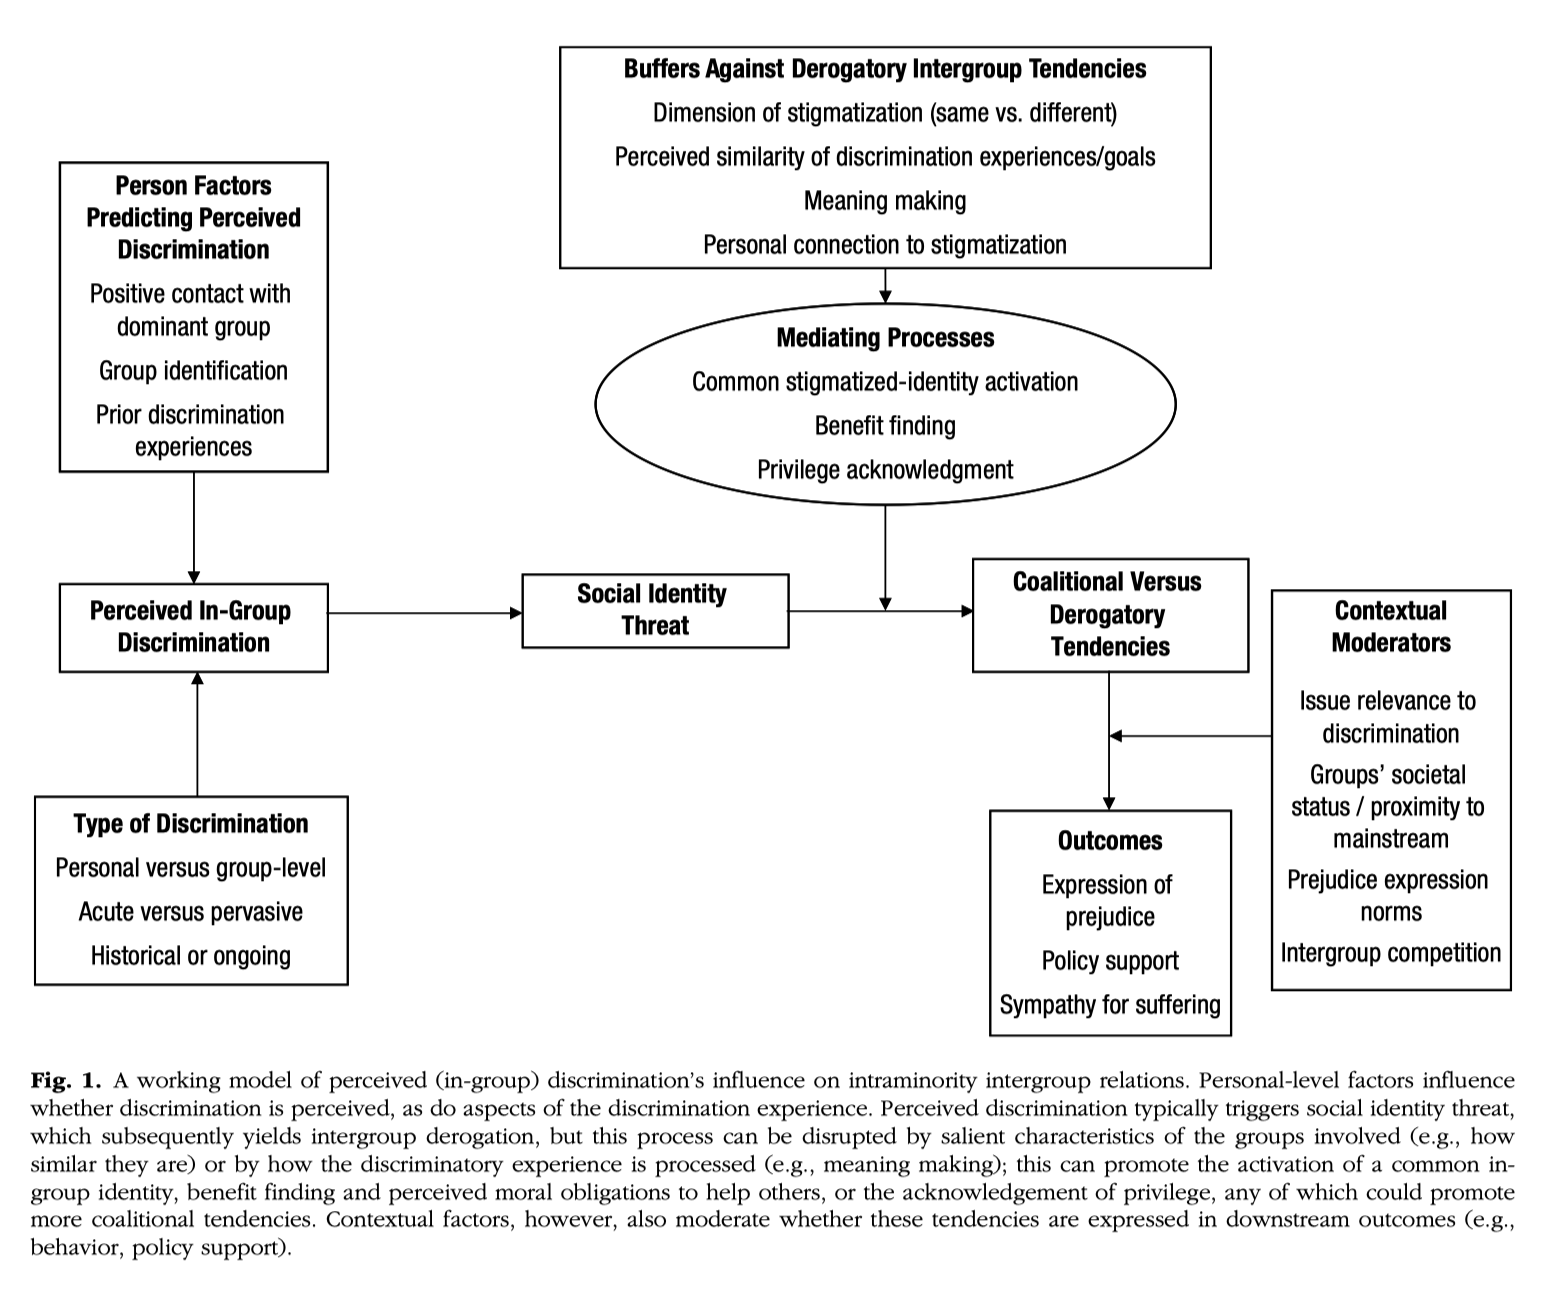 Buffers Against Derogatory Intergroup Tendencies
Dimension of stigmatization (same vs. different)
Perceived similarity of discrimination experiences/goals
Meaning making
Personal connection to stigmatization
Person Factors
Predicting Perceived
Discrimination
Positive contact with
dominant group
Group identification
Prior discrimination
experiences
Mediating Processes
Common stigmatized-identity activation
Benefit finding
Privilege acknowledgment
Perceived In-Group
Discrimination
Social Identity
Threat
Coalitional Versus
Derogatory
Tendencies
Contextual
Moderators
Issue relevance to
discrimination
Groups’ societal
status / proximity to
mainstream
Prejudice expression
norms
Intergroup competition
Type of Discrimination
Personal versus group-level
Acute versus pervasive
Historical or ongoing
Outcomes
Expression of
prejudice
Policy support
Sympathy for suffering
Fig. 1. A working model of perceived (in-group) discrimination’s influence on intraminority intergroup relations. Personal-level factors influence
whether discrimination is perceived, as do aspects of the discrimination experience. Perceived discrimination typically triggers social identity threat,
which subsequently yields intergroup derogation, but this process can be disrupted by salient characteristics of the groups involved (e.g., how
similar they are) or by how the discriminatory experience is processed (e.g., meaning making); this can promote the activation of a common in-
group identity, benefit finding and perceived moral obligations to help others, or the acknowledgement of privilege, any of which could promote
more coalitional tendencies. Contextual factors, however, also moderate whether these tendencies are expressed in downstream outcomes (e.g.,
behavior, policy support).